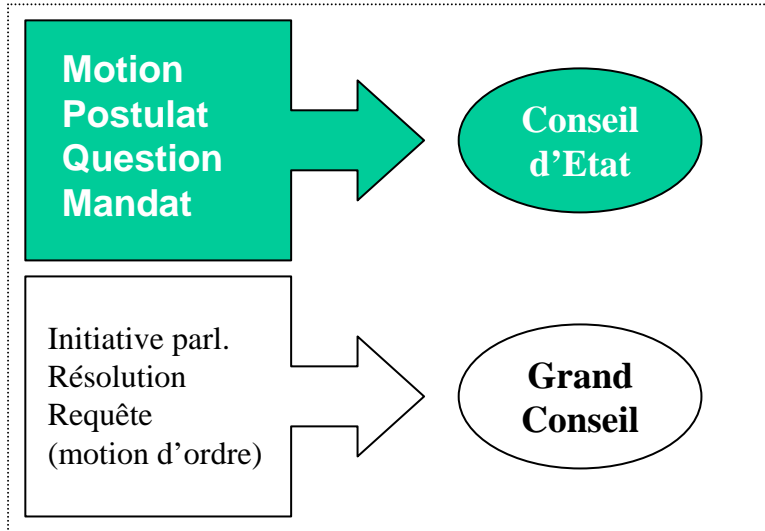 Motion
Postulat
Question
Mandat
Conseil
d’Etat
Initiative parl.
Résolution
Requête
(motion d’ordre)
Grand
Conseil